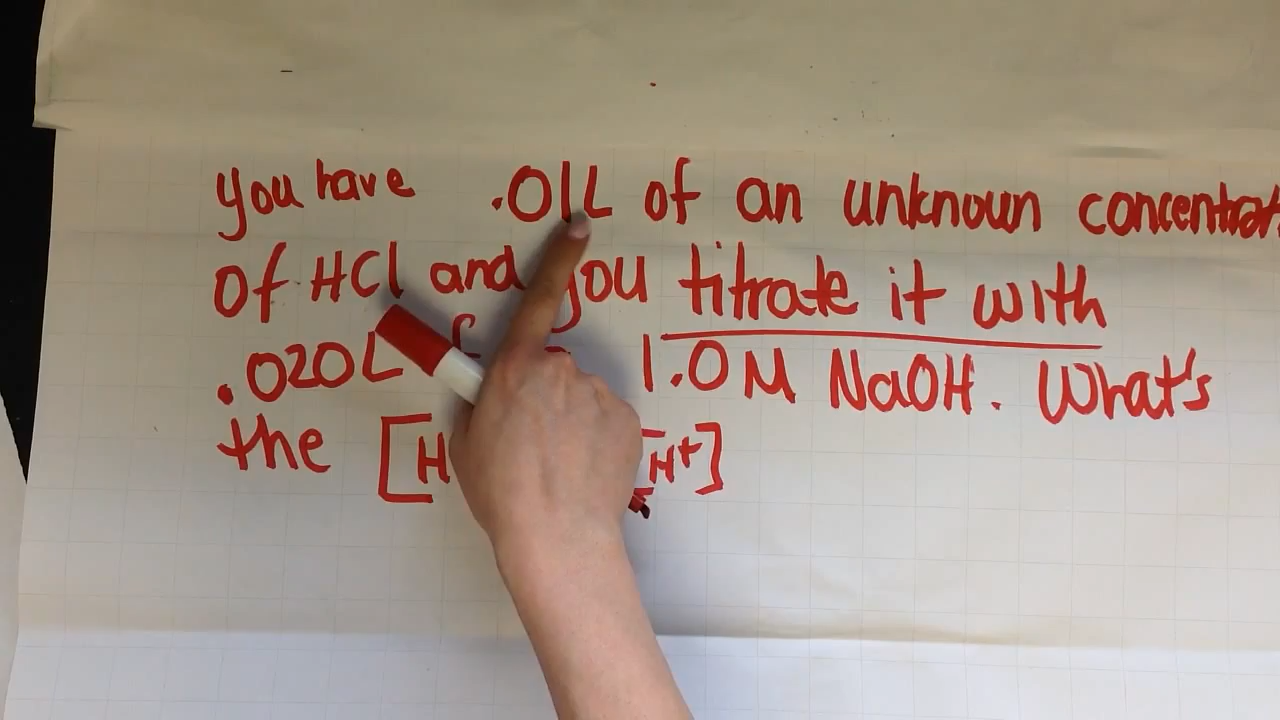 you have .01L of an unknown
of HCl and you titrate it with
.020L 1.0M NaOH. What's
the [H H+]